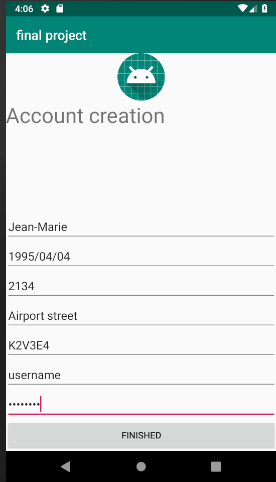 4:06
final project
Account creation
Jean-Marie
1995/04/04
2134
Airport street
K2V3E4
username
••••••••
FINISHED